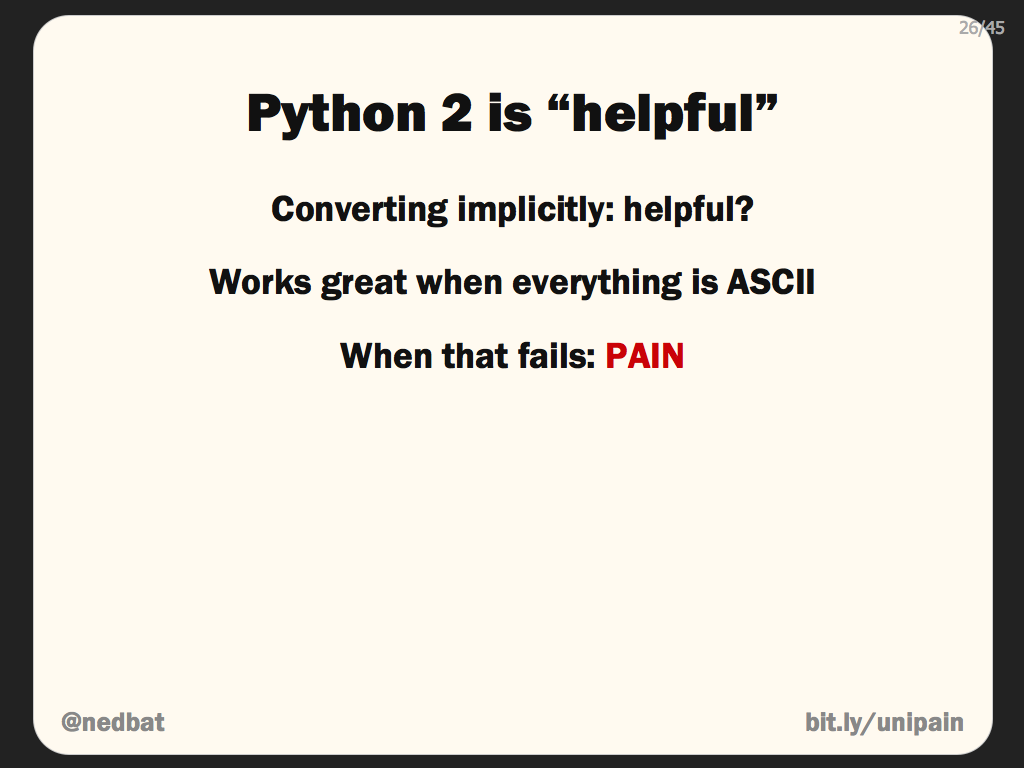 26/45
Python 2 is “helpful”
Converting implicitly: helpful?
Works great when everything is ASCII
When that fails: PAIN
@nedbat
bit.ly/unipain